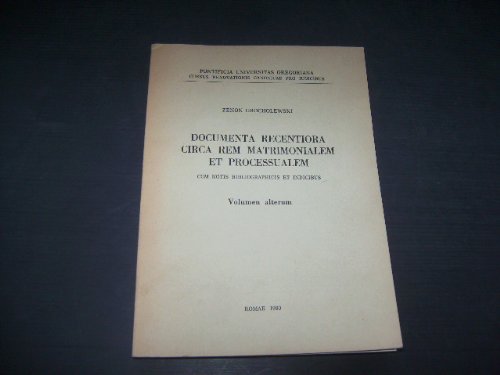 PONTIFICIA UNIVERSITAS GREGORIANA
CURSUS RENOVATIONIS CANONICAE PRO IUDICIBUS
ZENON GROCHOLEWSKI
DOCUMENTA RECENTIORA
CIRCA REM MATRIMONIALEM
ET PROCESSUALEM
CUM NOTIS BIBLIOGRAPHICIS ET INDICIBUS
Volumen alterum
ROMAE 1980